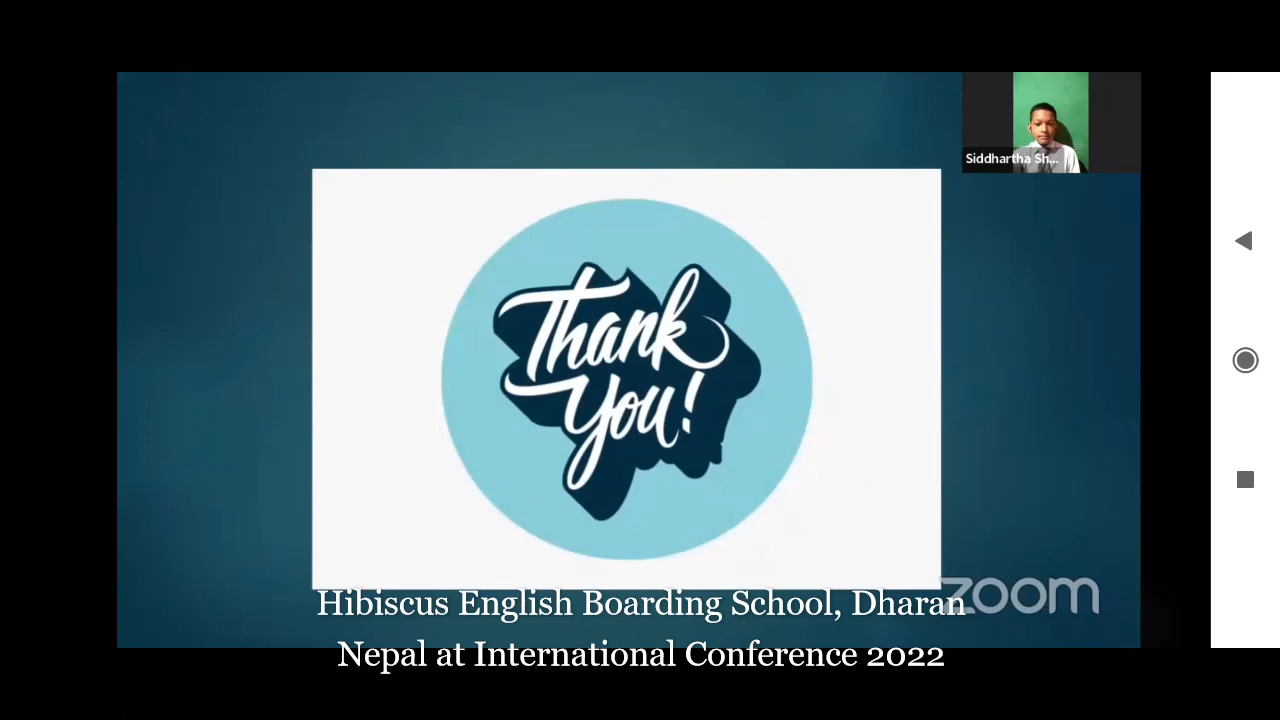 Siddhartha Sh...
Thank
You!
zoom
Hibiscus English Boarding School, Dharan
Nepal at International Conference 2022